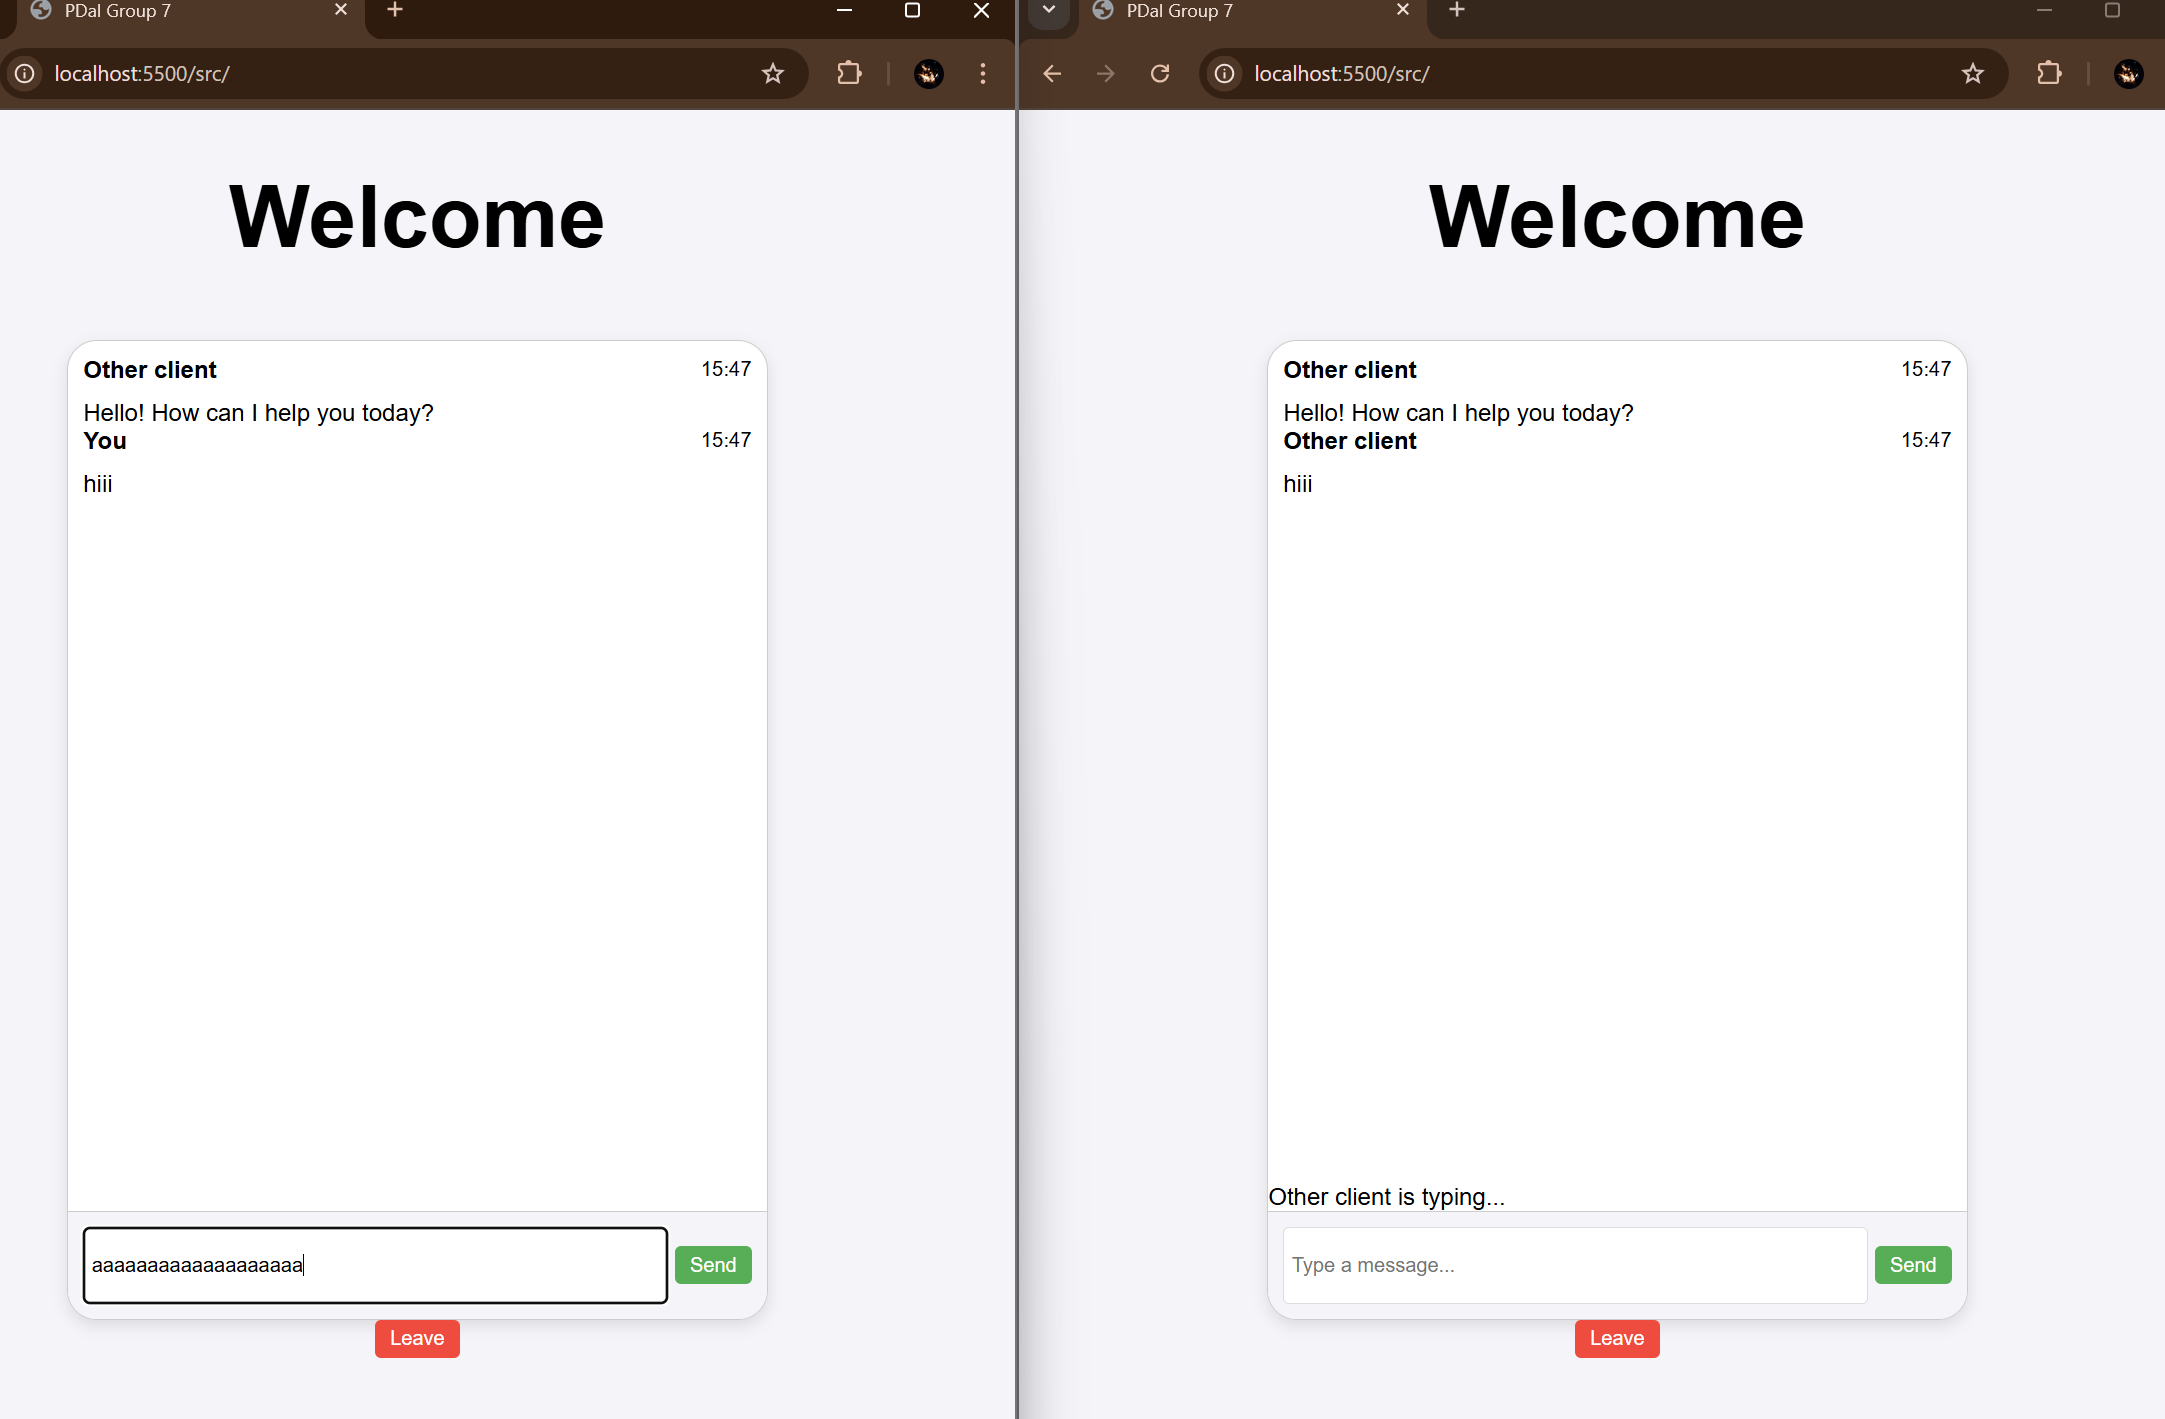 PDal Group 7
localhost:5500/src/
Welcome
Other client 15:47
Hello! How can I help you today?
You 15:47
hiii
aaaaaaaaaaaaaaaaaaa
Send
Leave
PDal Group 7
localhost:5500/src/
Welcome
Other client 15:47
Hello! How can I help you today?
Other client 15:47
hiii
Other client is typing...
Type a message...
Send
Leave